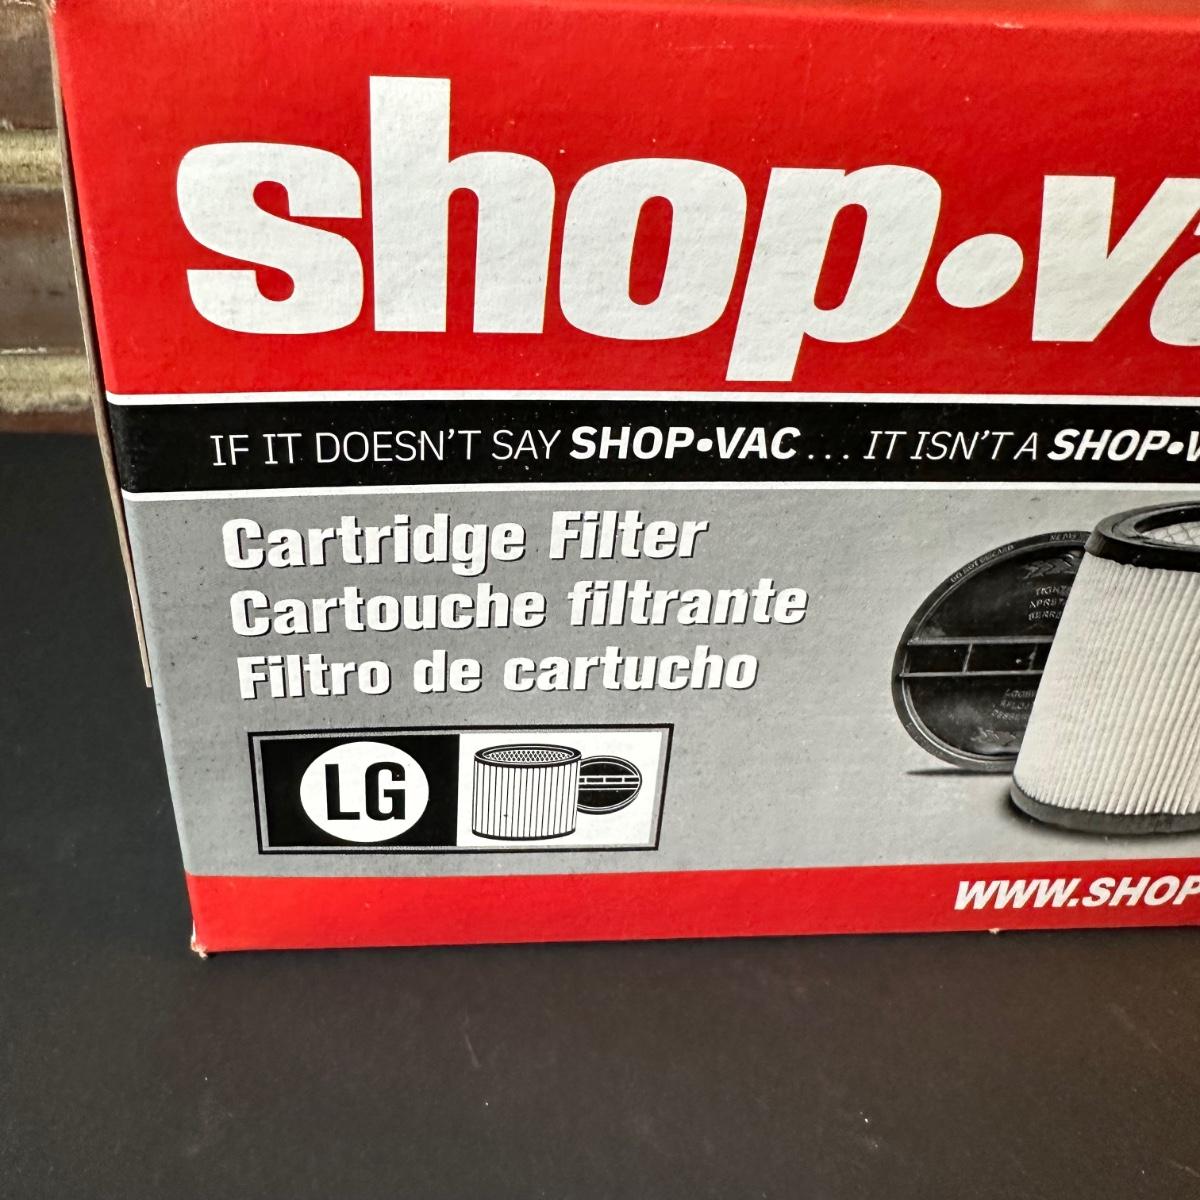 shop·va
IF IT DOESN'T SAY SHOP•VAC... IT ISN'T A SHOP•V
Cartridge Filter
Cartouche filtrante
Filtro de cartucho
LG
WWW.SHOP